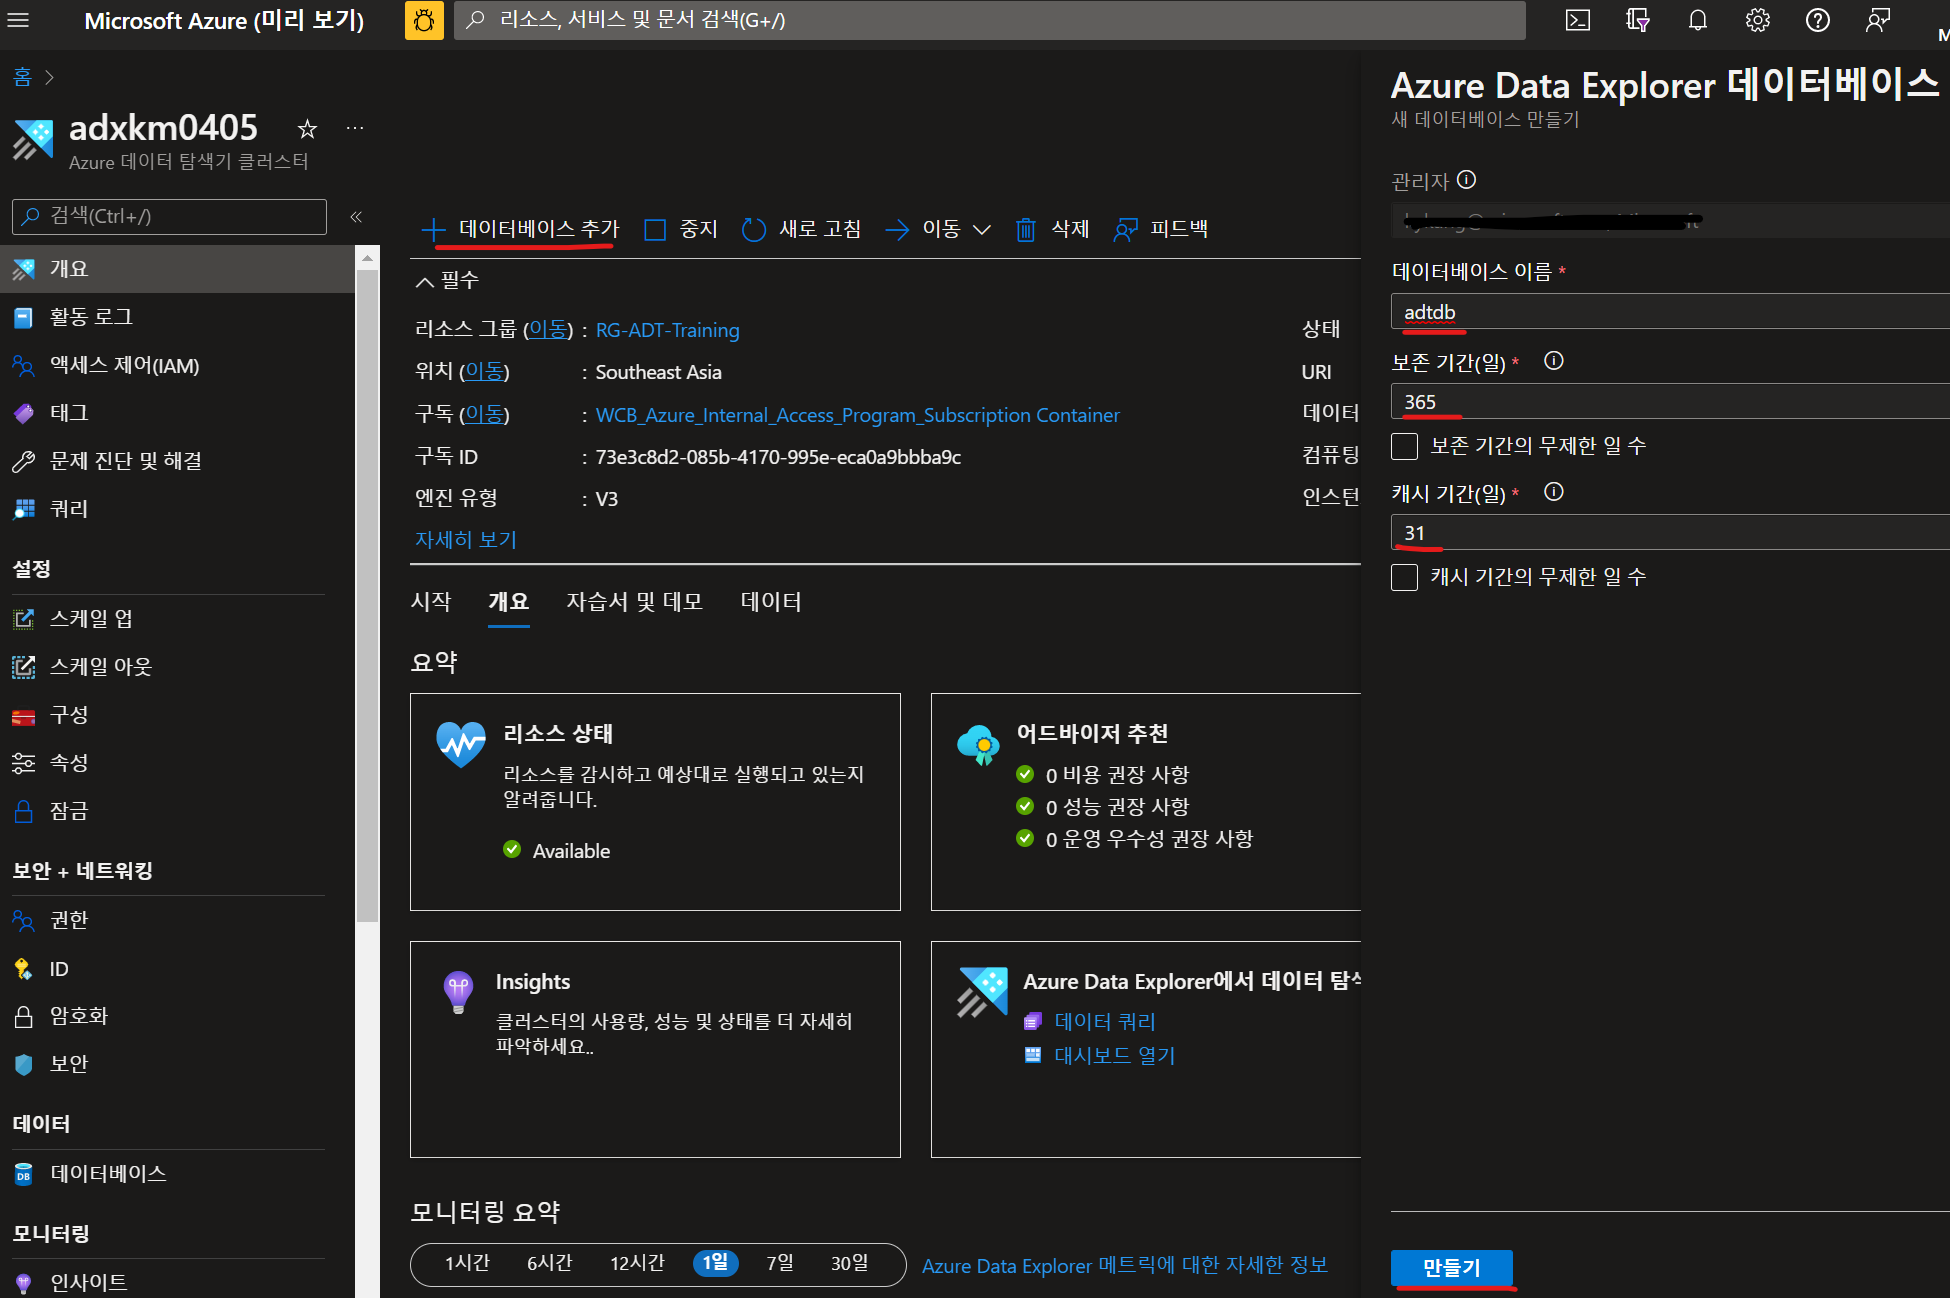 Microsoft Azure (미리 보기)
리소스, 서비스 및 문서 검색(G+/)
M
홈
adxkm0405
Azure 데이터 탐색기 클러스터
검색(Ctrl+/)
개요
활동 로그
액세스 제어(IAM)
태그
문제 진단 및 해결
쿼리
설정
스케일 업
스케일 아웃
구성
속성
잠금
보안 + 네트워킹
권한
ID
암호화
보안
데이터
데이터베이스
모니터링
인사이트
데이터베이스 추가 중지 새로 고침 이동 삭제 피드백
필수
리소스 그룹 (이동) : RG-ADT-Training
위치 (이동) : Southeast Asia
구독 (이동) : WCB_Azure_Internal_Access_Program_Subscription Container
구독 ID : 73e3c8d2-085b-4170-995e-eca0a9bbba9c
엔진 유형 : V3
자세히 보기
상태
URI
데이터
컴퓨팅
인스턴
시작 개요 자습서 및 데모 데이터
요약
리소스 상태
리소스를 감시하고 예상대로 실행되고 있는지
알려줍니다.
Available
어드바이저 추천
0 비용 권장 사항
0 성능 권장 사항
0 운영 우수성 권장 사항
Insights
클러스터의 사용량, 성능 및 상태를 더 자세히
파악하세요..
Azure Data Explorer에서 데이터
데이터 쿼리
대시보드 열기
모니터링 요약
1시간 6시간 12시간 1일 7일 30일
Azure Data Explorer 메트릭에 대한 자세한 정보
Azure Data Explorer 데이터베이스
새 데이터베이스 만들기
관리자
데이터베이스 이름 *
adtdb
보존 기간(일) *
365
보존 기간의 무제한 일 수
캐시 기간(일) *
31
캐시 기간의 무제한 일 수
만들기